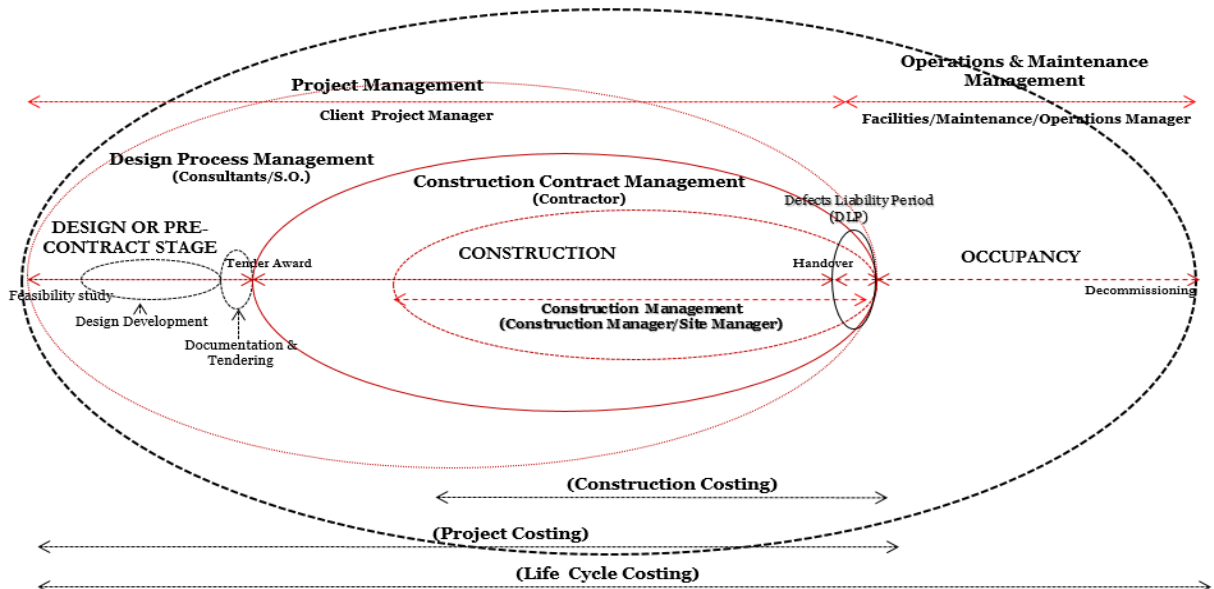 Operations & Maintenance
Management
Project Management
Client Project Manager
Facilities/Maintenance/Operations Manager
Design Process Management
(Consultants/S.O.)
Construction Contract Management
(Contractor)
Defects Liability Period
(DLP)
DESIGN OR PRE-
CONTRACT STAGE
Tender Award
CONSTRUCTION
Handover
OCCUPANCY
Feasibility study
Decommissioning
Design Development
Construction Management
(Construction Manager/Site Manager)
Documentation &
Tendering
(Construction Costing)
(Project Costing)
(Life Cycle Costing)